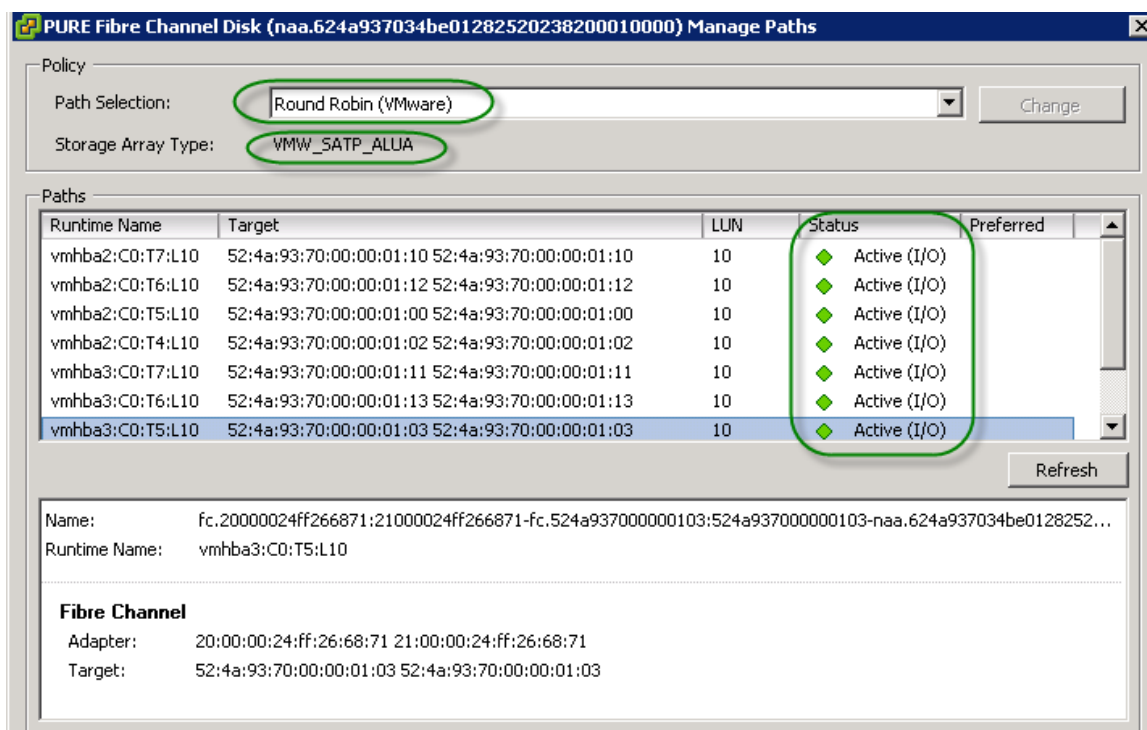 PURE Fibre Channel Disk (naa.624a937034be01282520238200010000) Manage Paths
Policy
Path Selection: Round Robin (VMware) Change
Storage Array Type: VMW_SATP_ALUA
Paths
Runtime Name Target LUN Status Preferred
vmhba2:C0:T7:L10 52:4a:93:70:00:00:01:10 52:4a:93:70:00:00:01:10 10 Active (I/O)
vmhba2:C0:T6:L10 52:4a:93:70:00:00:01:12 52:4a:93:70:00:00:01:12 10 Active (I/O)
vmhba2:C0:T5:L10 52:4a:93:70:00:00:01:00 52:4a:93:70:00:00:01:00 10 Active (I/O)
vmhba2:C0:T4:L10 52:4a:93:70:00:00:01:02 52:4a:93:70:00:00:01:02 10 Active (I/O)
vmhba3:C0:T7:L10 52:4a:93:70:00:00:01:11 52:4a:93:70:00:00:01:11 10 Active (I/O)
vmhba3:C0:T6:L10 52:4a:93:70:00:00:01:13 52:4a:93:70:00:00:01:13 10 Active (I/O)
vmhba3:C0:T5:L10 52:4a:93:70:00:00:01:03 52:4a:93:70:00:00:01:03 10 Active (I/O)
Refresh
Name: fc.20000024ff266871:21000024ff266871-fc.524a937000000103:524a937000000103-naa.624a937034be0128252...
Runtime Name: vmhba3:C0:T5:L10
Fibre Channel
Adapter: 20:00:00:24:ff:26:68:71 21:00:00:24:ff:26:68:71
Target: 52:4a:93:70:00:00:01:03 52:4a:93:70:00:00:01:03